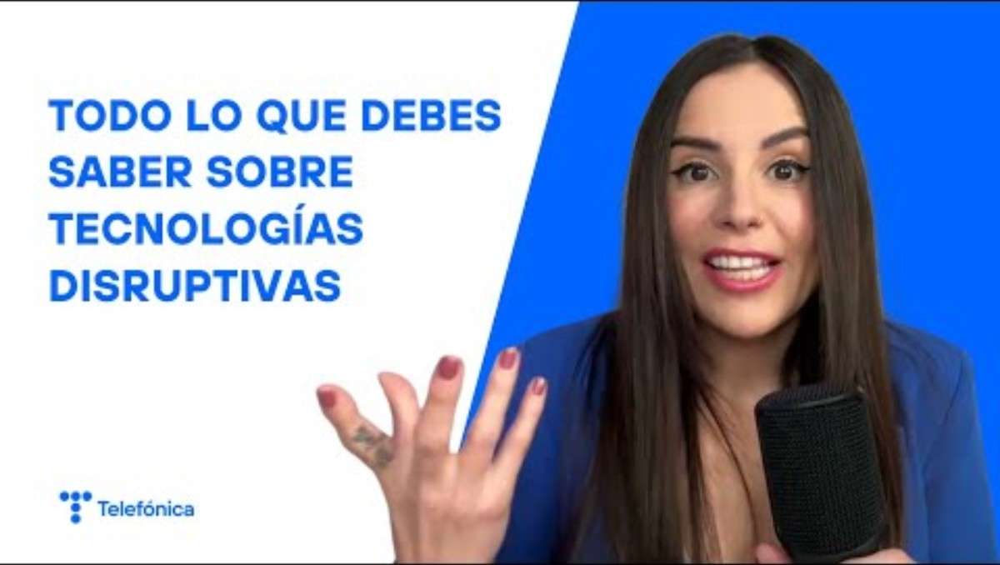 TODO LO QUE DEBES
SABER SOBRE
TECNOLOGÍAS
DISRUPTIVAS
Telefónica